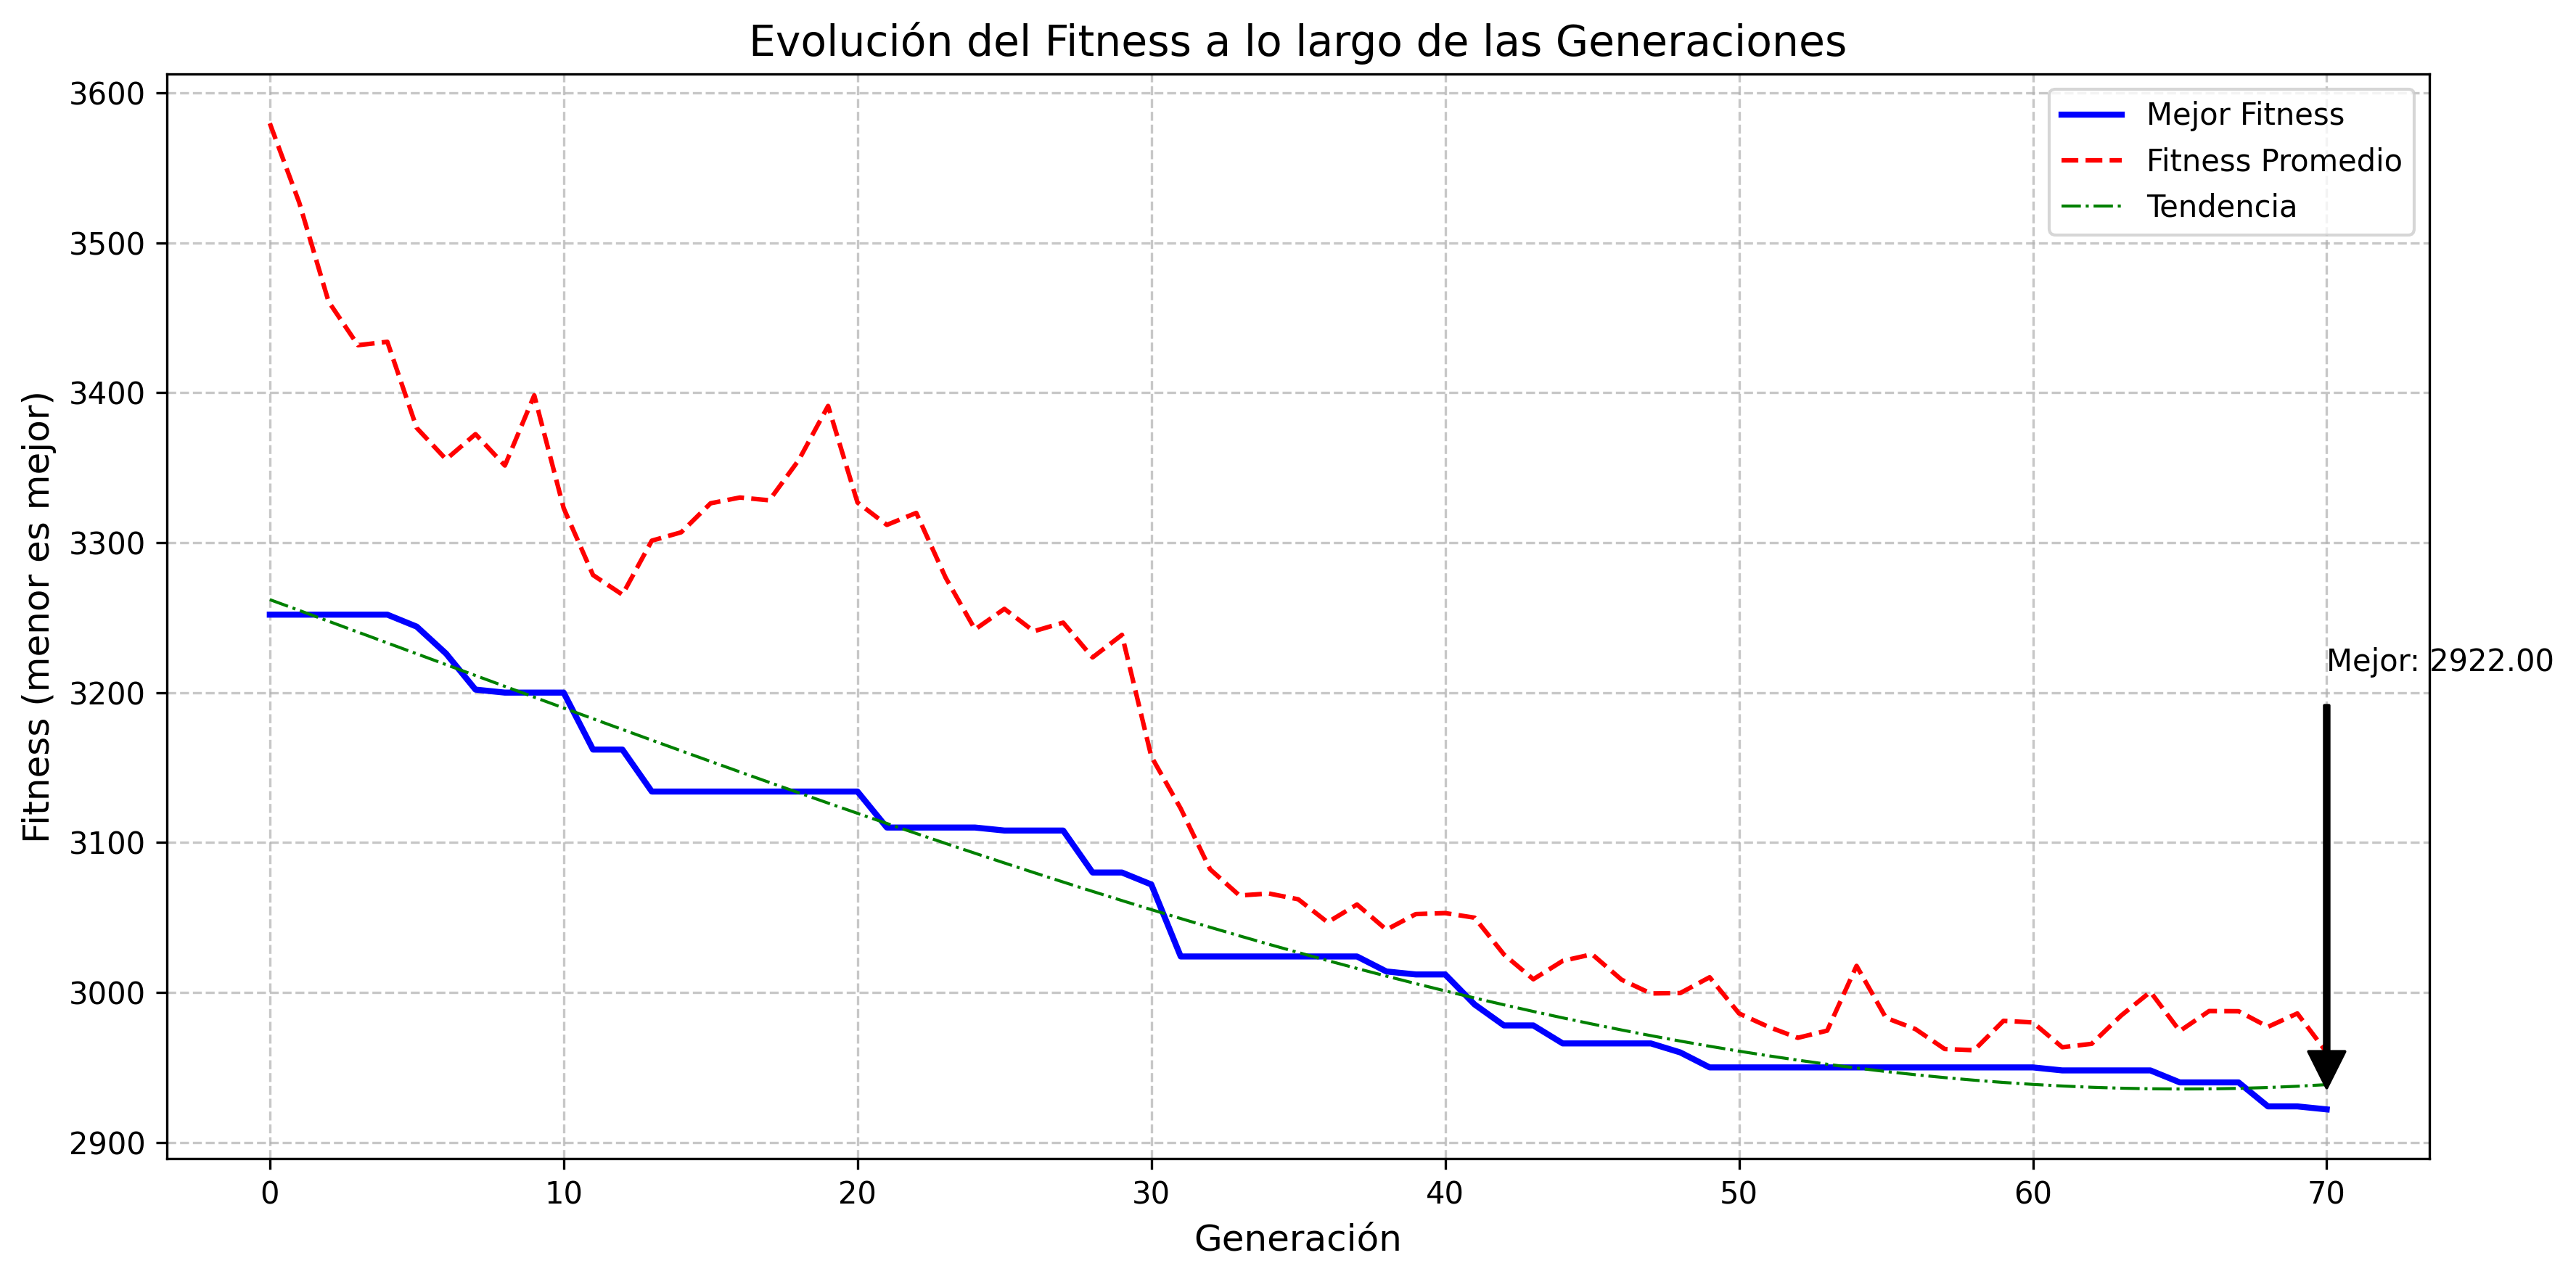 Evolución del Fitness a lo largo de las Generaciones
Fitness (menor es mejor)
3600
3500
3400
3300
3200
3100
3000
2900
Mejor Fitness
Fitness Promedio
Tendencia
Mejor: 2922.00
0 10 20 30 40 50 60 70
Generación